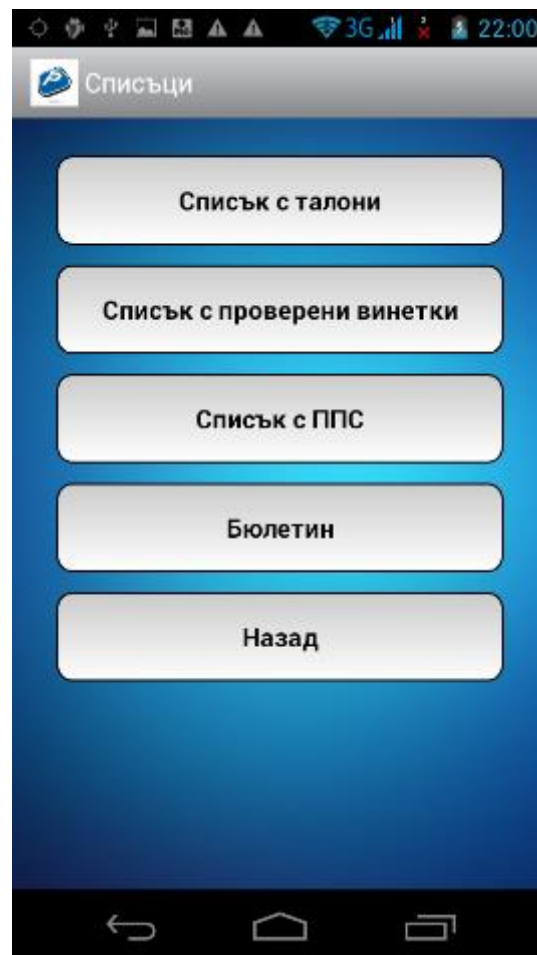 3G 22:00
Списъци
Списък с талони
Списък с проверени винетки
Списък с ППС
Бюлетин
Назад